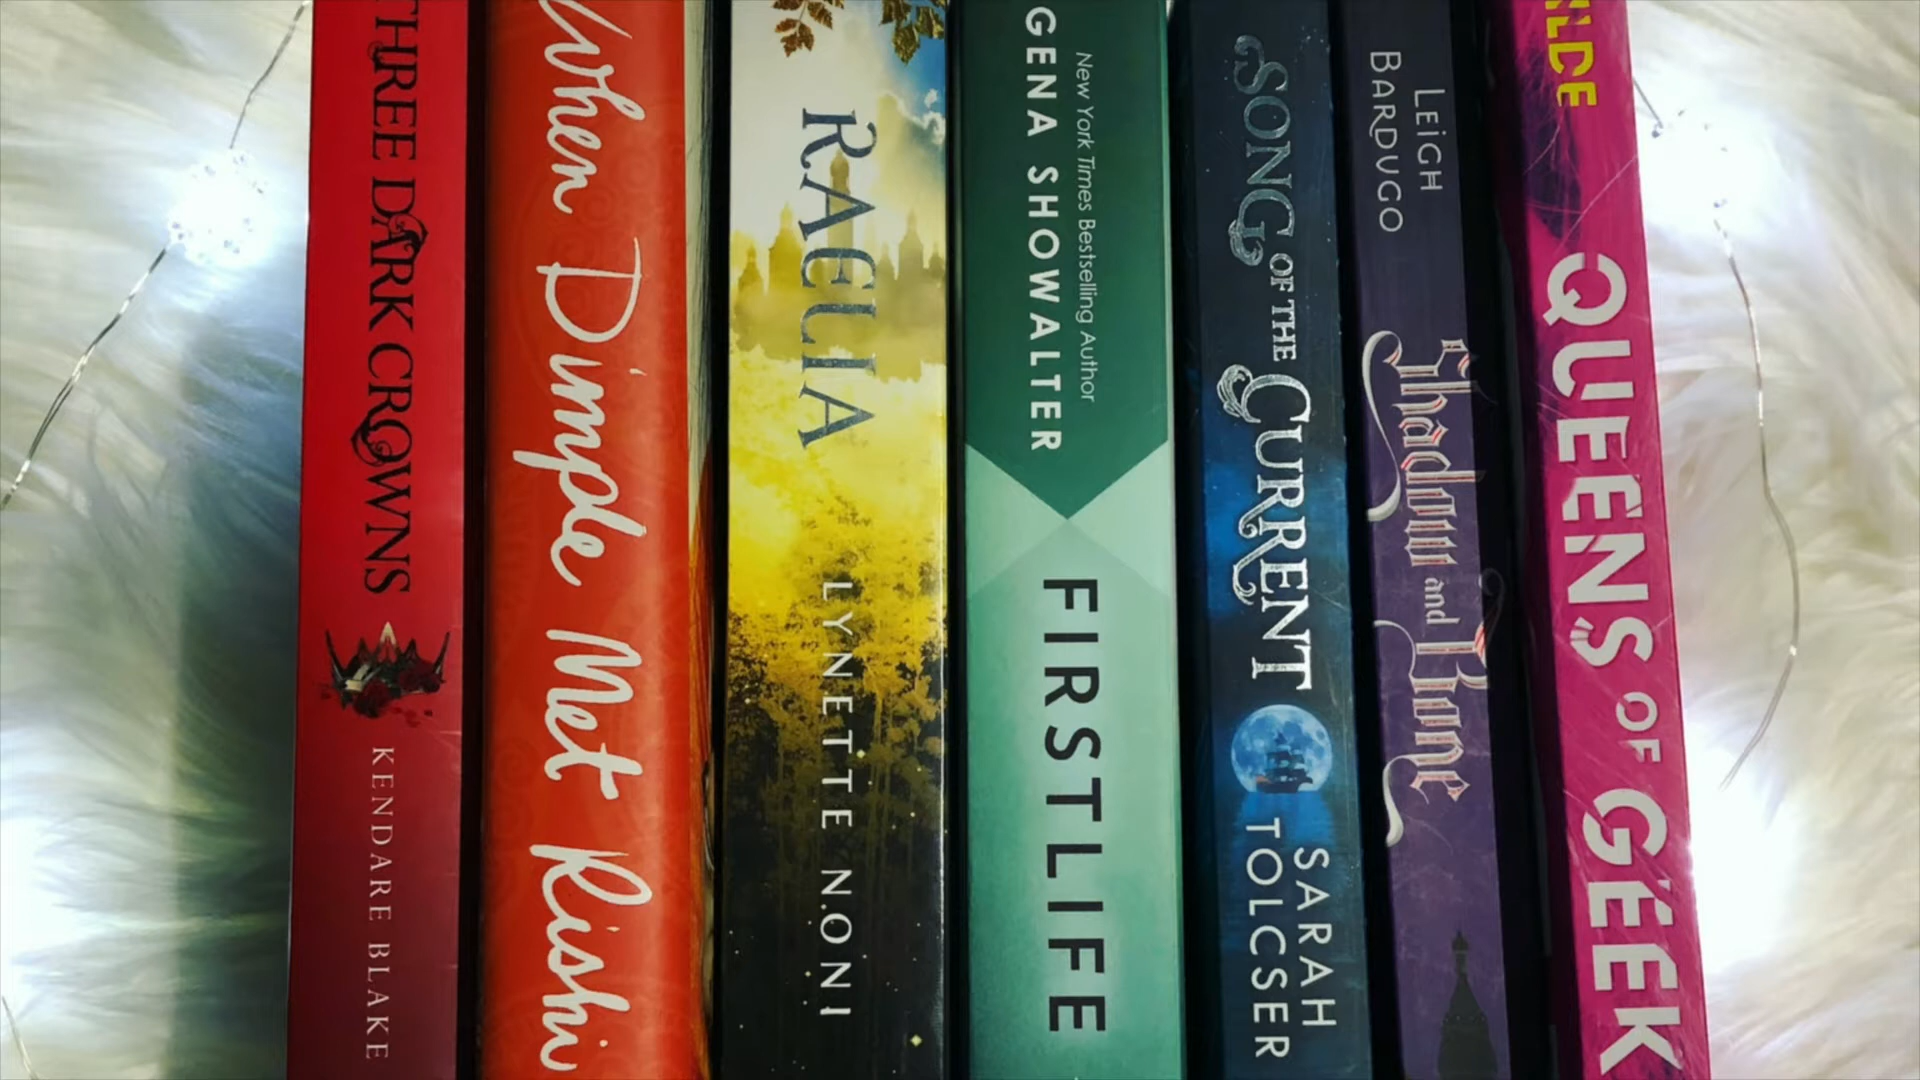 THREE DARK CROWNS
KENDARE BLAKE
When Dimple Met Rishi
RAELIA
LYNETTE NONI
New York Times Bestselling Author
GENA SHOWALTER
FIRSTLIFE
SONG OF THE CURRENT
SARAH
TOLCSER
LEIGH
BARDUGO
Shadow and Bone
ILDE
QUEENS OF GEEK